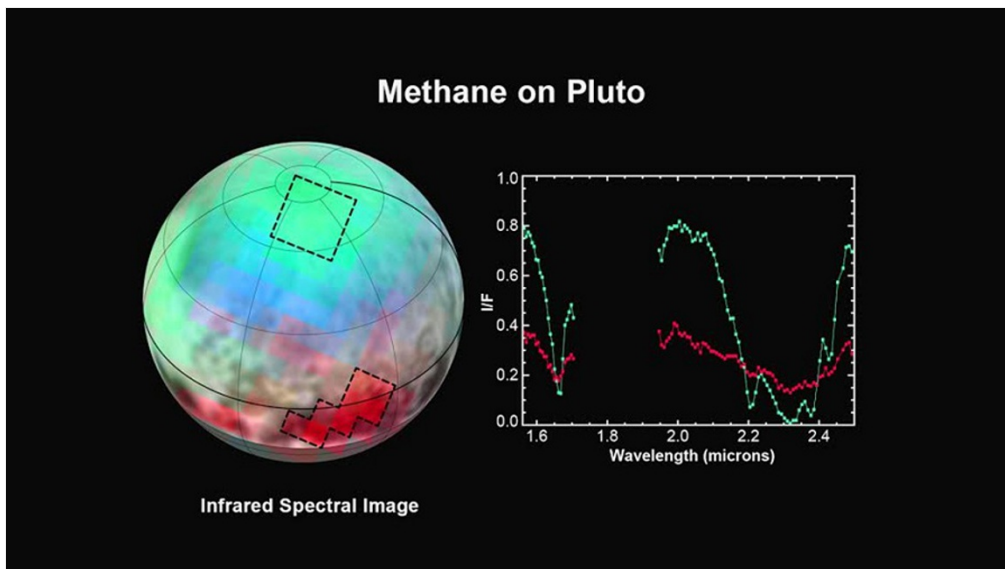 Methane on Pluto
1.0
0.8
0.6
0.4
0.2
0.0
I/F
1.6
1.8
2.0
2.2
2.4
Wavelength (microns)
Infrared Spectral Image